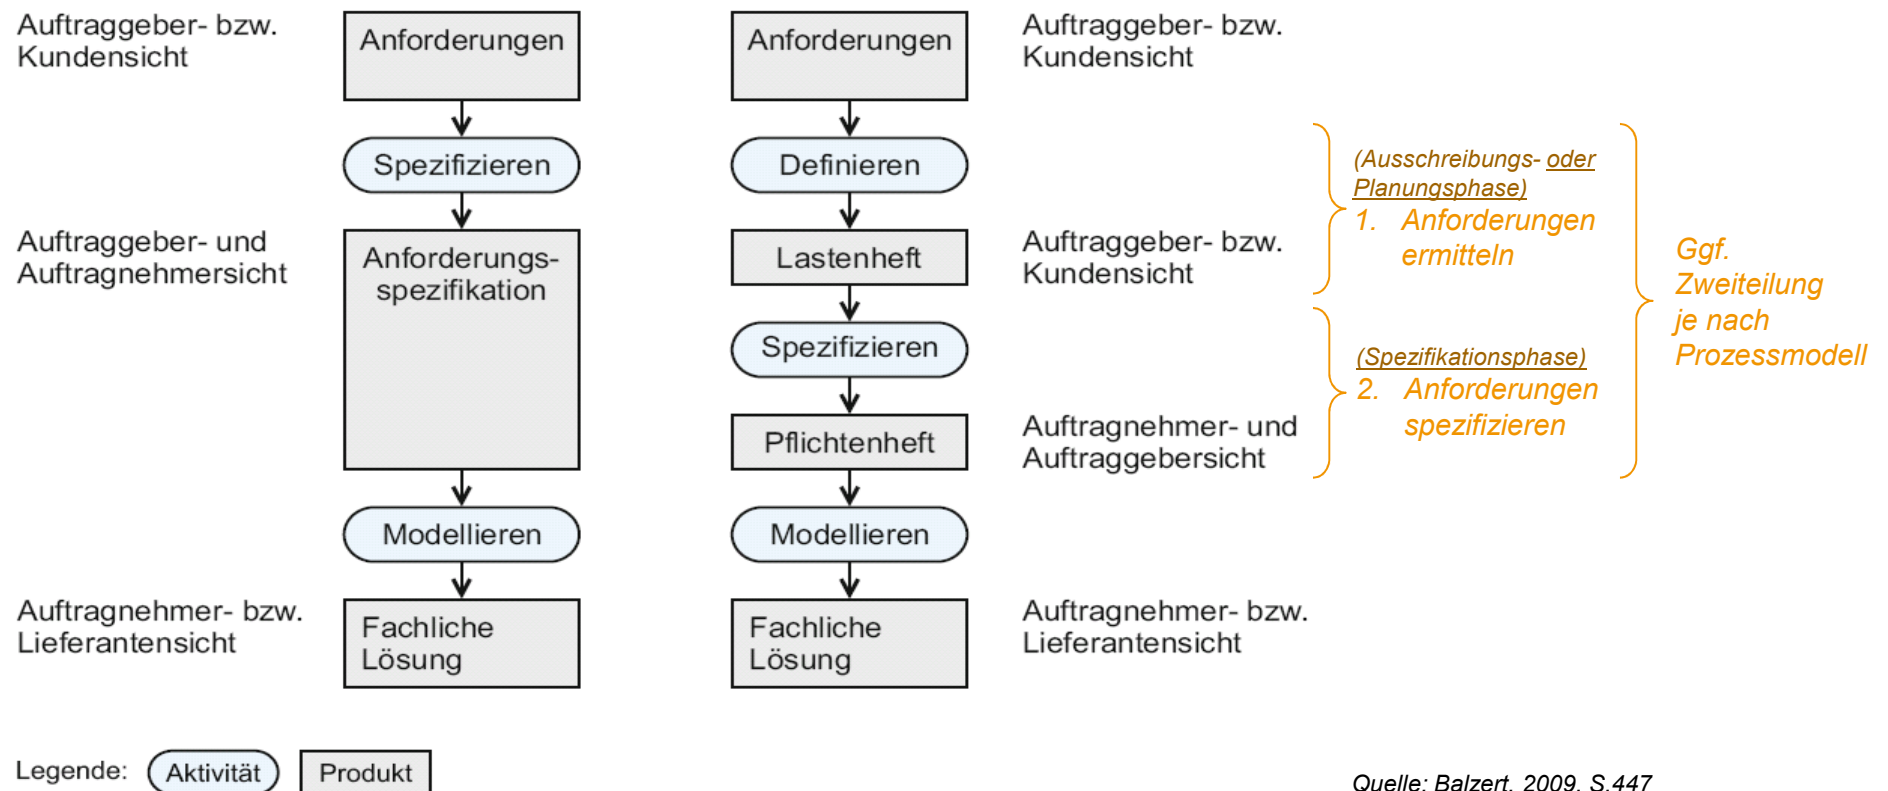 Auftraggeber- bzw.
Kundensicht
Anforderungen
Spezifizieren
Auftraggeber- und
Auftragnehmersicht
Anforderungs-
spezifikation
Modellieren
Auftragnehmer- bzw.
Lieferantensicht
Fachliche
Lösung
Anforderungen
Auftraggeber- bzw.
Kundensicht
Definieren
Lastenheft
Auftraggeber- bzw.
Kundensicht
Spezifizieren
Pflichtenheft
Auftragnehmer- und
Auftraggebersicht
Modellieren
Fachliche
Lösung
Auftragnehmer- bzw.
Lieferantensicht
(Ausschreibungs- oder
Planungsphase)
1. Anforderungen
ermitteln
(Spezifikationsphase)
2. Anforderungen
spezifizieren
Ggf.
Zweiteilung
je nach
Prozessmodell
Legende: Aktivität Produkt
Quelle: Balzert, 2009, S.447